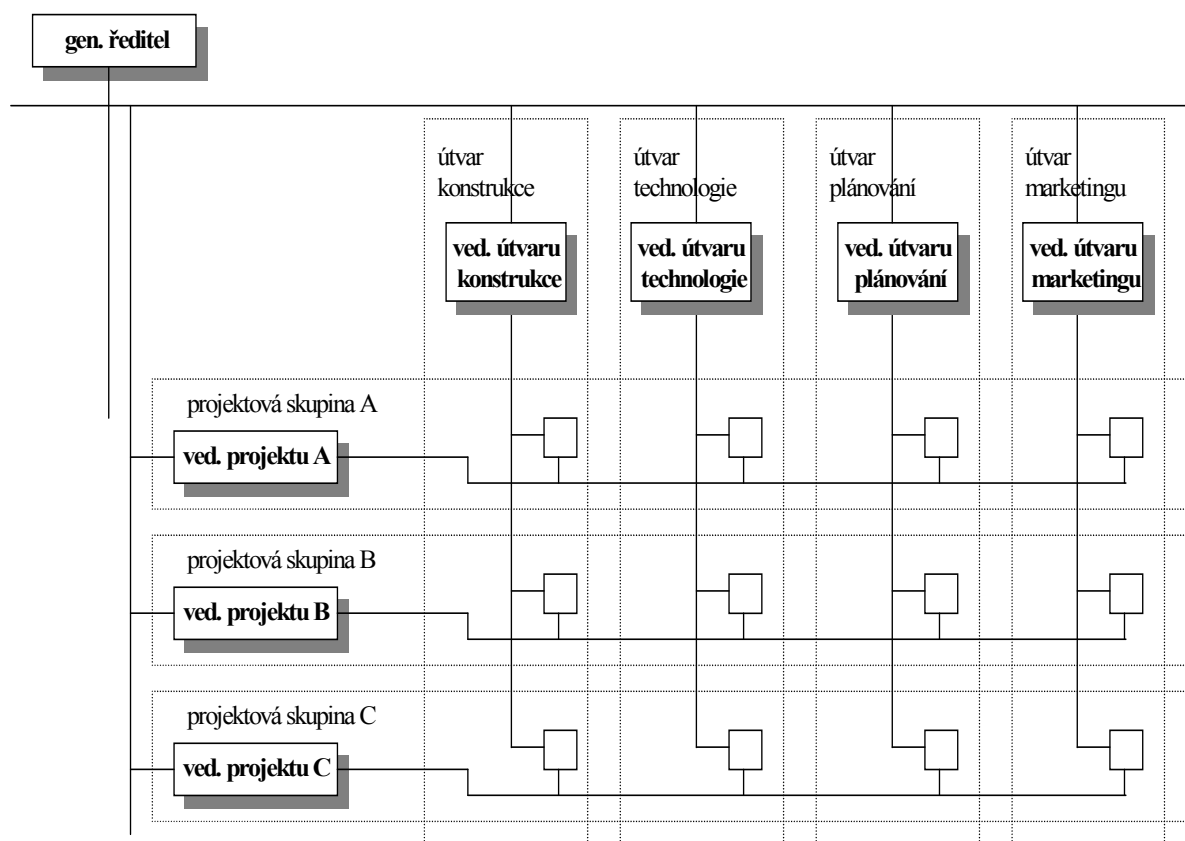 gen. ředitel
útvar
konstrukce
útvar
technologie
útvar
plánování
útvar
marketingu
ved. útvaru
konstrukce
ved. útvaru
technologie
ved. útvaru
plánování
ved. útvaru
marketingu
projektová skupina A
ved. projektu A
projektová skupina B
ved. projektu B
projektová skupina C
ved. projektu C